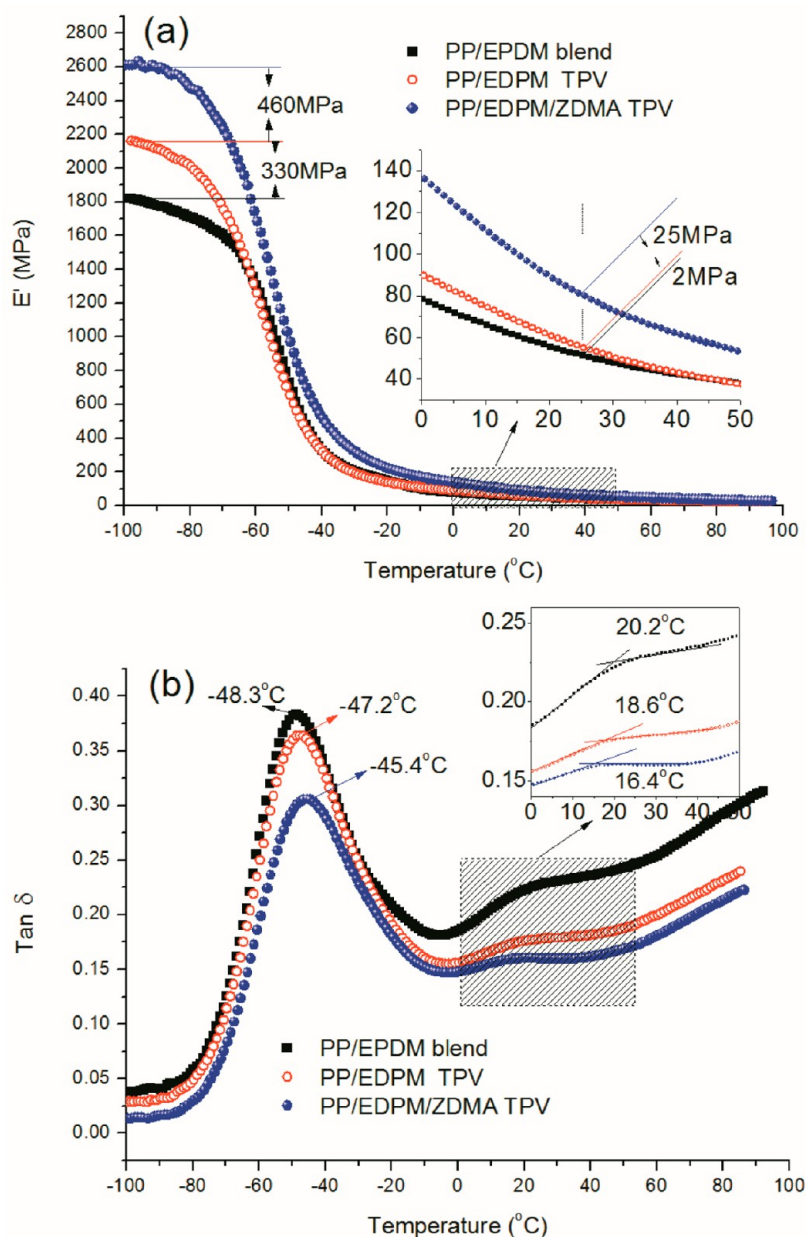 (a)
PP/EPDM blend
PP/EDPM TPV
PP/EDPM/ZDMA TPV
460MPa
330MPa
E' (MPa)
2600
2400
2200
2000
1800
1600
1400
1200
1000
800
600
400
200
0
-100 -80 -60 -40 -20 0 20 40 60 80 100
Temperature (°C)
140
120
100
80
60
40
0 10 20 30 40 50
25MPa
2MPa
(b)
-48.3°C
-47.2°C
-45.4°C
0.25
0.20
0.15
0 10 20 30 40 50
20.2°C
18.6°C
16.4°C
Tan δ
0.40
0.35
0.30
0.25
0.20
0.15
0.10
0.05
0.00
PP/EPDM blend
PP/EDPM TPV
PP/EDPM/ZDMA TPV
-100 -80 -60 -40 -20 0 20 40 60 80 100
Temperature (°C)